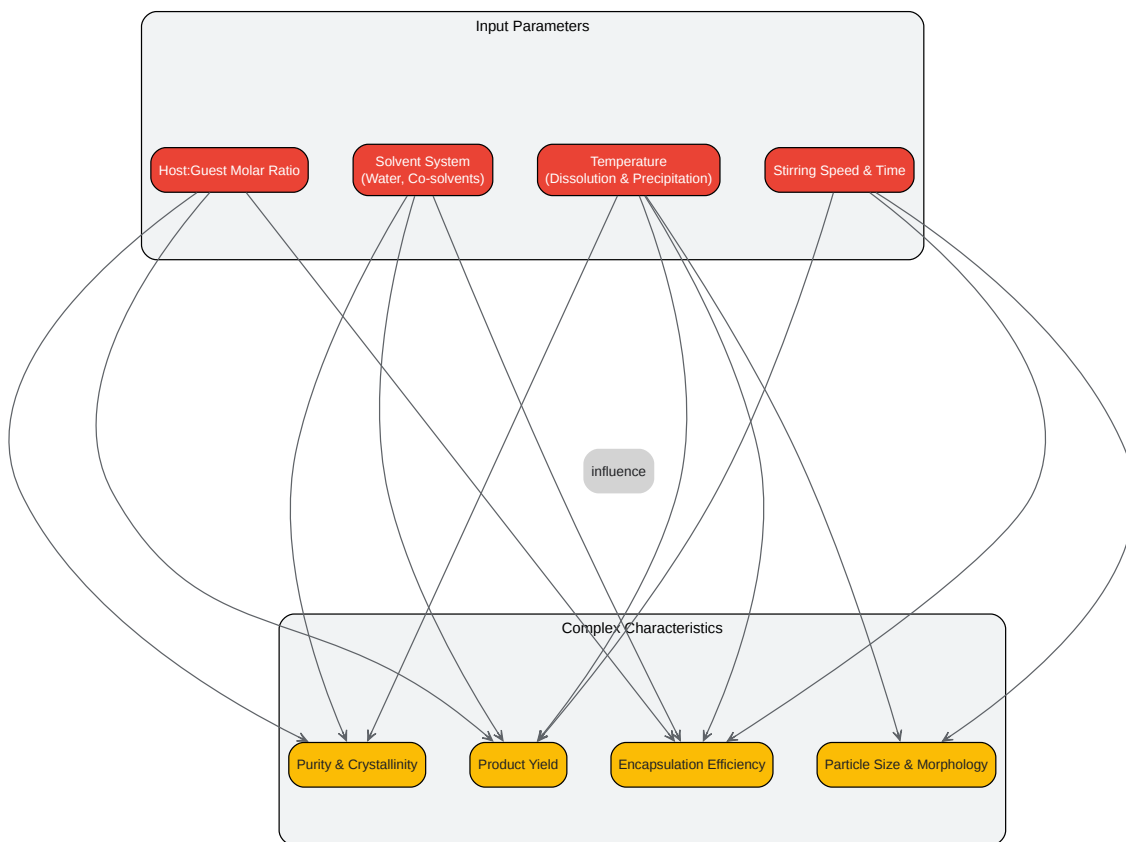 Input Parameters
Host:Guest Molar Ratio
Solvent System
(Water, Co-solvents)
Temperature
(Dissolution & Precipitation)
Stirring Speed & Time
influence
Complex Characteristics
Purity & Crystallinity
Product Yield
Encapsulation Efficiency
Particle Size & Morphology